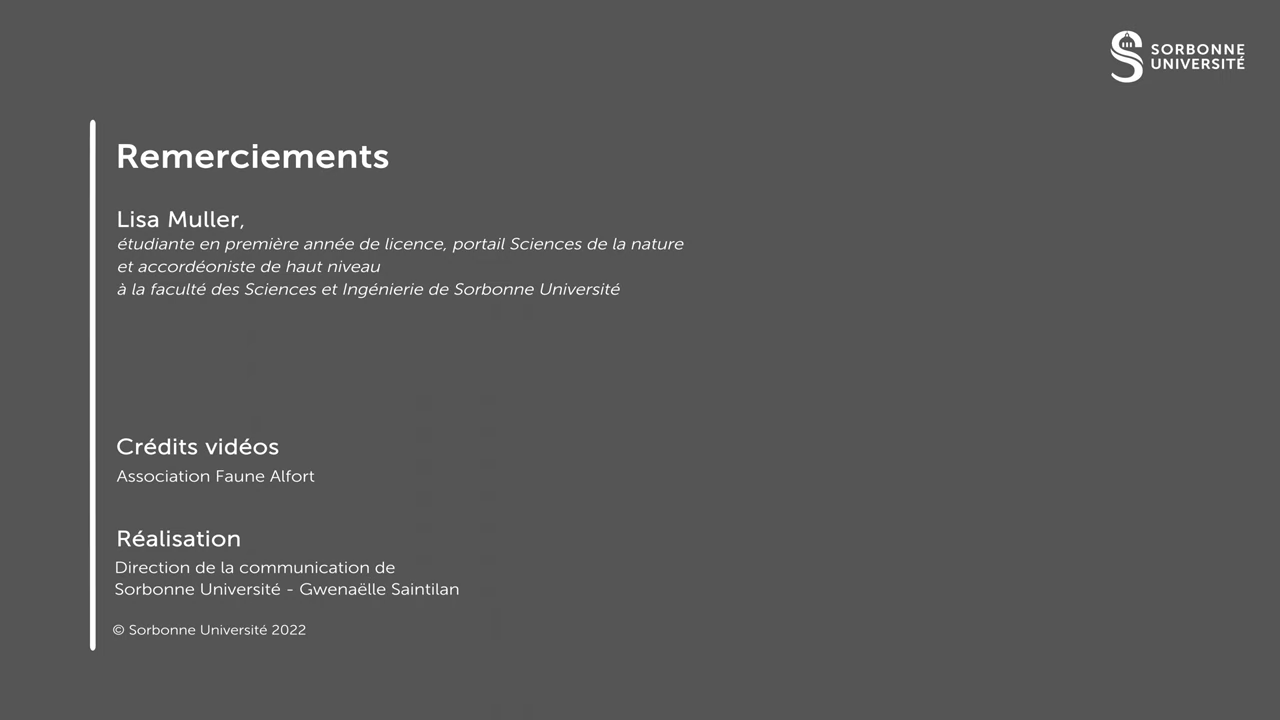 SORBONNE
UNIVERSITÉ
Remerciements
Lisa Muller,
étudiante en première année de licence, portail Sciences de la nature
et accordéoniste de haut niveau
à la faculté des Sciences et Ingénierie de Sorbonne Université
Crédits vidéos
Association Faune Alfort
Réalisation
Direction de la communication de
Sorbonne Université - Gwenaëlle Saintilan
© Sorbonne Université 2022